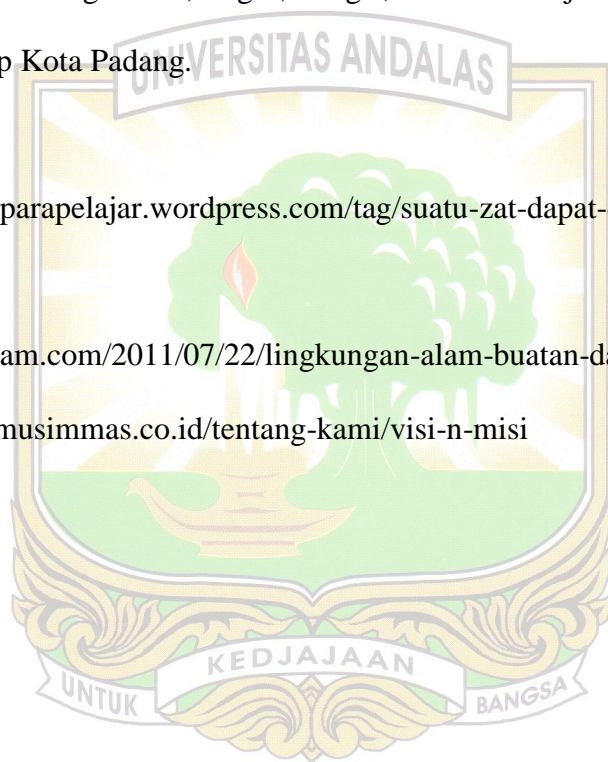 p Kota Padang.
UNIVERSITAS ANDALAS
parapelajar.wordpress.com/tag/suatu-zat-dapat-
am.com/2011/07/22/lingkungan-alam-buatan-da
musimmas.co.id/tentang-kami/visi-n-misi
KEDJAJAAN
UNTUK
BANGSA